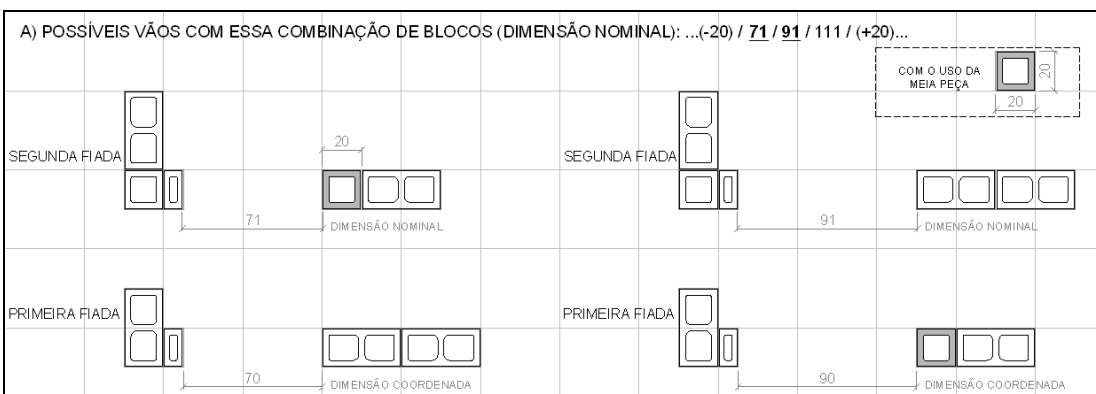 A) POSSÍVEIS VÃOS COM ESSA COMBINAÇÃO DE BLOCOS (DIMENSÃO NOMINAL): ...(-20) / 71 / 91 / 111 / (+20)...
COM O USO DA
MEIA PEÇA
20
20
SEGUNDA FIADA
20
71
DIMENSÃO NOMINAL
SEGUNDA FIADA
91
DIMENSÃO NOMINAL
PRIMEIRA FIADA
70
DIMENSÃO COORDENADA
PRIMEIRA FIADA
90
DIMENSÃO COORDENADA